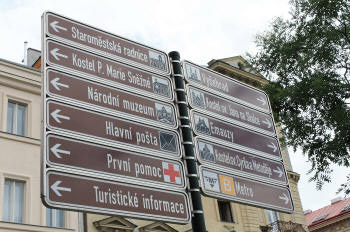 Staroměstská radnice
Kostel P. Marie Sněžné
Národní muzeum
Hlavní pošta
První pomoc
Turistické informace
Vyšehrad
Kostel sv. Jana na Skalce
Emauzy
Kostel sv. Cyrila a Metoděje
B Metro